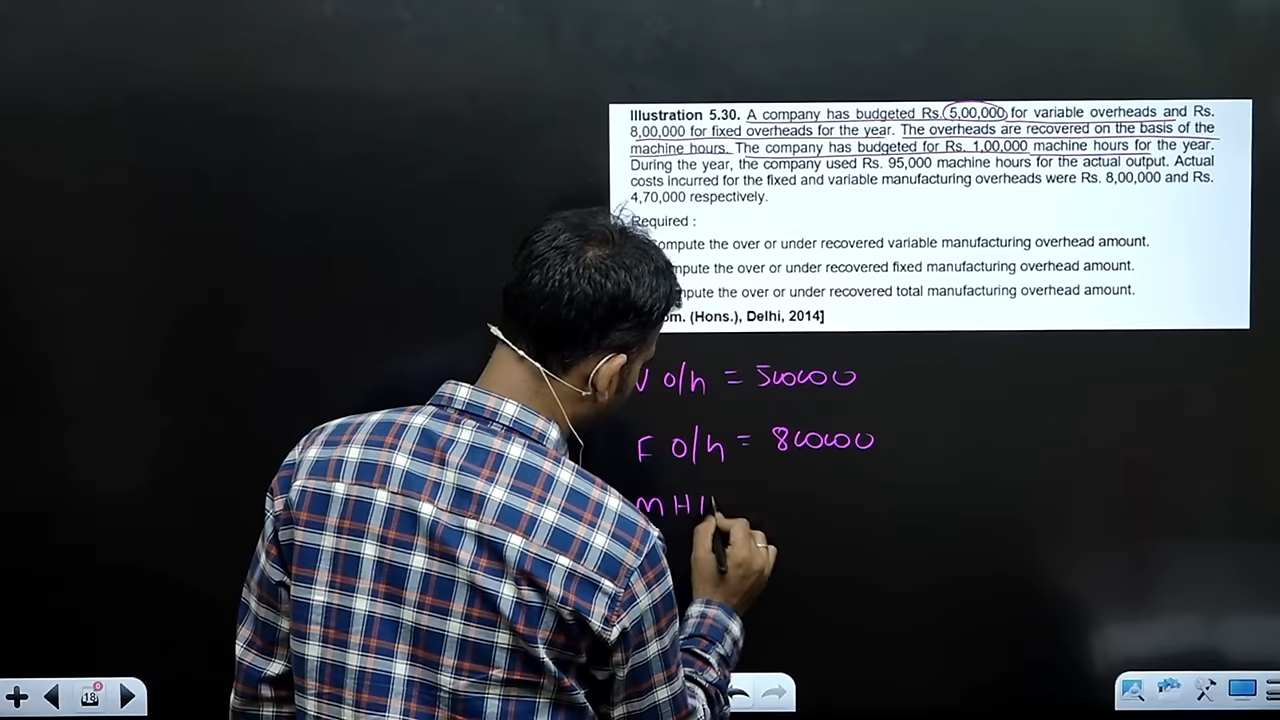 Illustration 5.30. A company has budgeted Rs. 5,00,000 for variable overheads and Rs.
8,00,000 for fixed overheads for the year. The overheads are recovered on the basis of the
machine hours. The company has budgeted for Rs. 1,00,000 machine hours for the year.
During the year, the company used Rs. 95,000 machine hours for the actual output. Actual
costs incurred for the fixed and variable manufacturing overheads were Rs. 8,00,000 and Rs.
4,70,000 respectively.
Required :
the over or under recovered variable manufacturing overhead amount.
the over or under recovered fixed manufacturing overhead amount.
the over or under recovered total manufacturing overhead amount.
(Hons.), Delhi, 2014]
V O/h = 500000
F O/h = 800000
M H
18